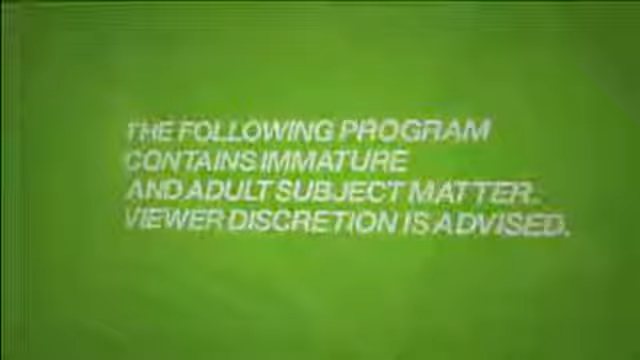 THE FOLLOWING PROGRAM
CONTAINS IMMATURE
AND ADULT SUBJECT MATTER.
VIEWER DISCRETION IS ADVISED.